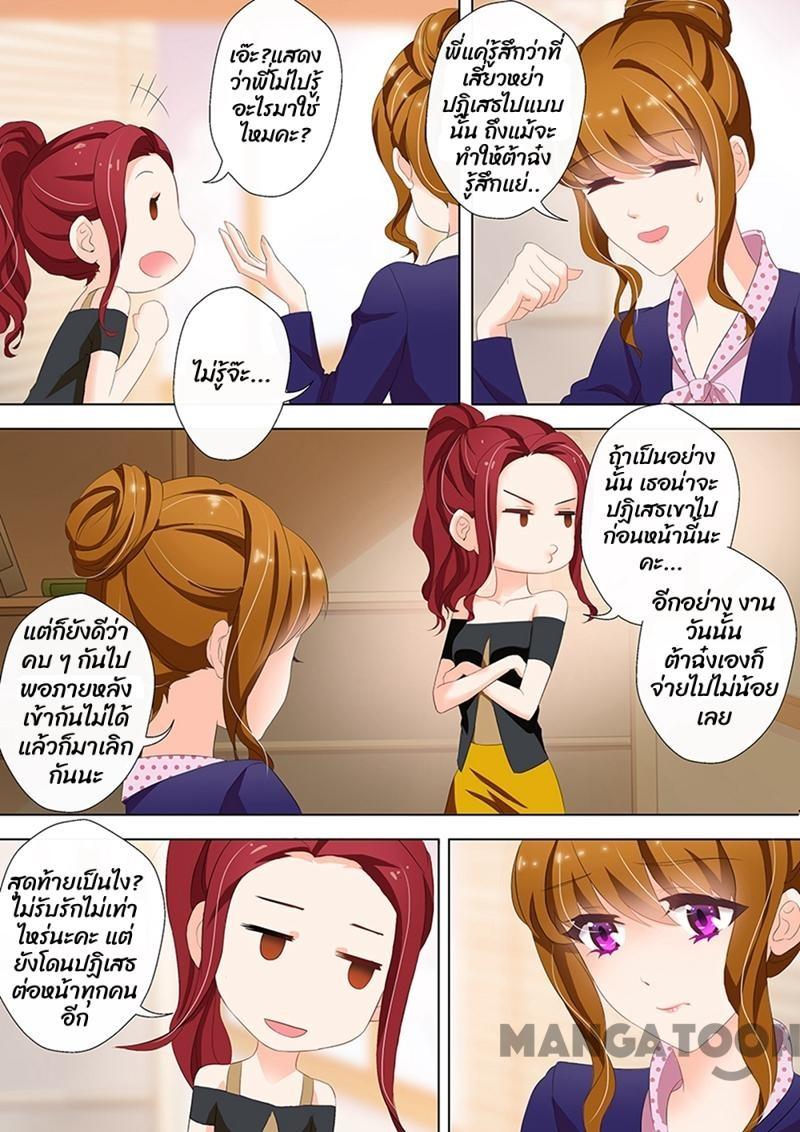 เอ๊ะ?แสดง
ว่าพี่โม่ไปรู้
อะไรมาใช่
ไหมคะ?
พี่แค่รู้สึกว่าที่
เสี่ยวหย่า
ปฏิเสธไปแบบ
นั้น ถึงแม้จะ
ทำให้ต้าฉ๋ง
รู้สึกแย่..
ไม่รู้จ๊ะ...
ถ้าเป็นอย่าง
นั้น เธอน่าจะ
ปฏิเสธเขาไป
ก่อนหน้านี้นะ
คะ...
อีกอย่าง งาน
วันนั้น
ต้าฉ๋งเองก็
จ่ายไปไม่น้อย
เลย
แต่ก็ยังดีว่า
คบ ๆ กันไป
พอภายหลัง
เข้ากันไม่ได้
แล้วก็มาเลิก
กันนะ
สุดท้ายเป็นไง?
ไม่รับรักไม่เท่า
ไหร่นะคะ แต่
ยังโดนปฏิเสธ
ต่อหน้าทุกคน
อีก
MANGATOON